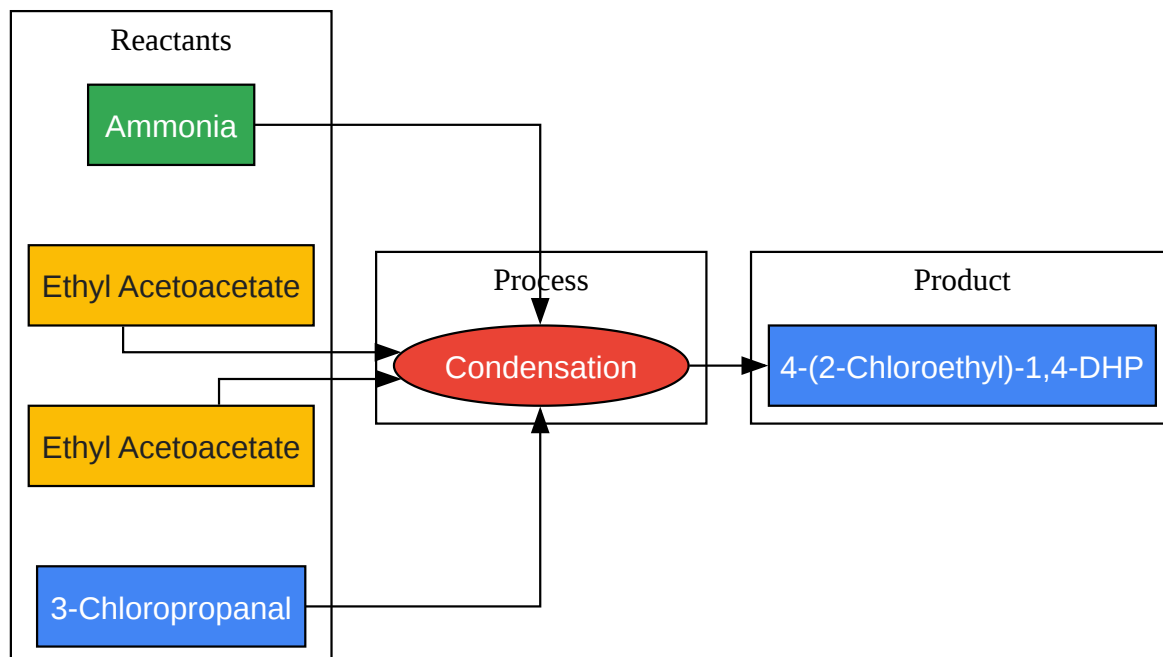 Reactants
Ammonia
Ethyl Acetoacetate
Ethyl Acetoacetate
3-Chloropropanal
Process
Condensation
Product
4-(2-Chloroethyl)-1,4-DHP